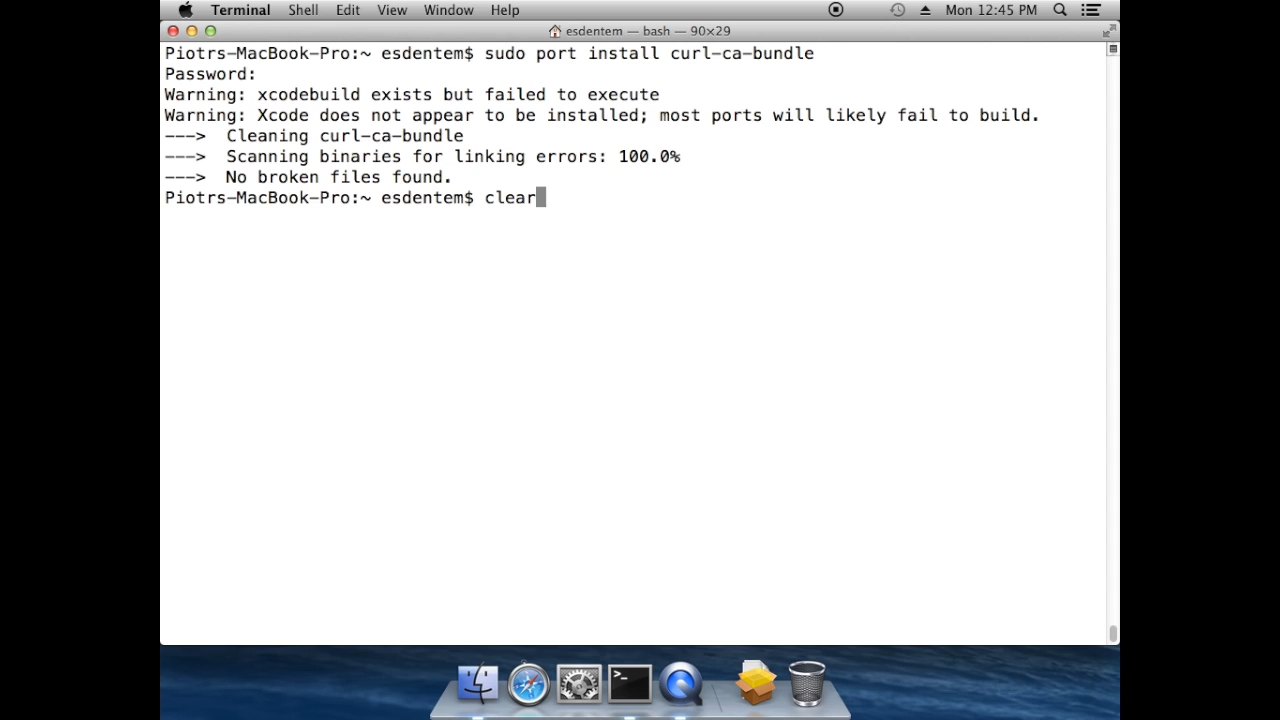 Terminal Shell Edit View Window Help Mon 12:45 PM
esdentem — bash — 90×29
Piotrs-MacBook-Pro:~ esdentem$ sudo port install curl-ca-bundle
Password:
Warning: xcodebuild exists but failed to execute
Warning: Xcode does not appear to be installed; most ports will likely fail to build.
---> Cleaning curl-ca-bundle
---> Scanning binaries for linking errors: 100.0%
---> No broken files found.
Piotrs-MacBook-Pro:~ esdentem$ clear
>_